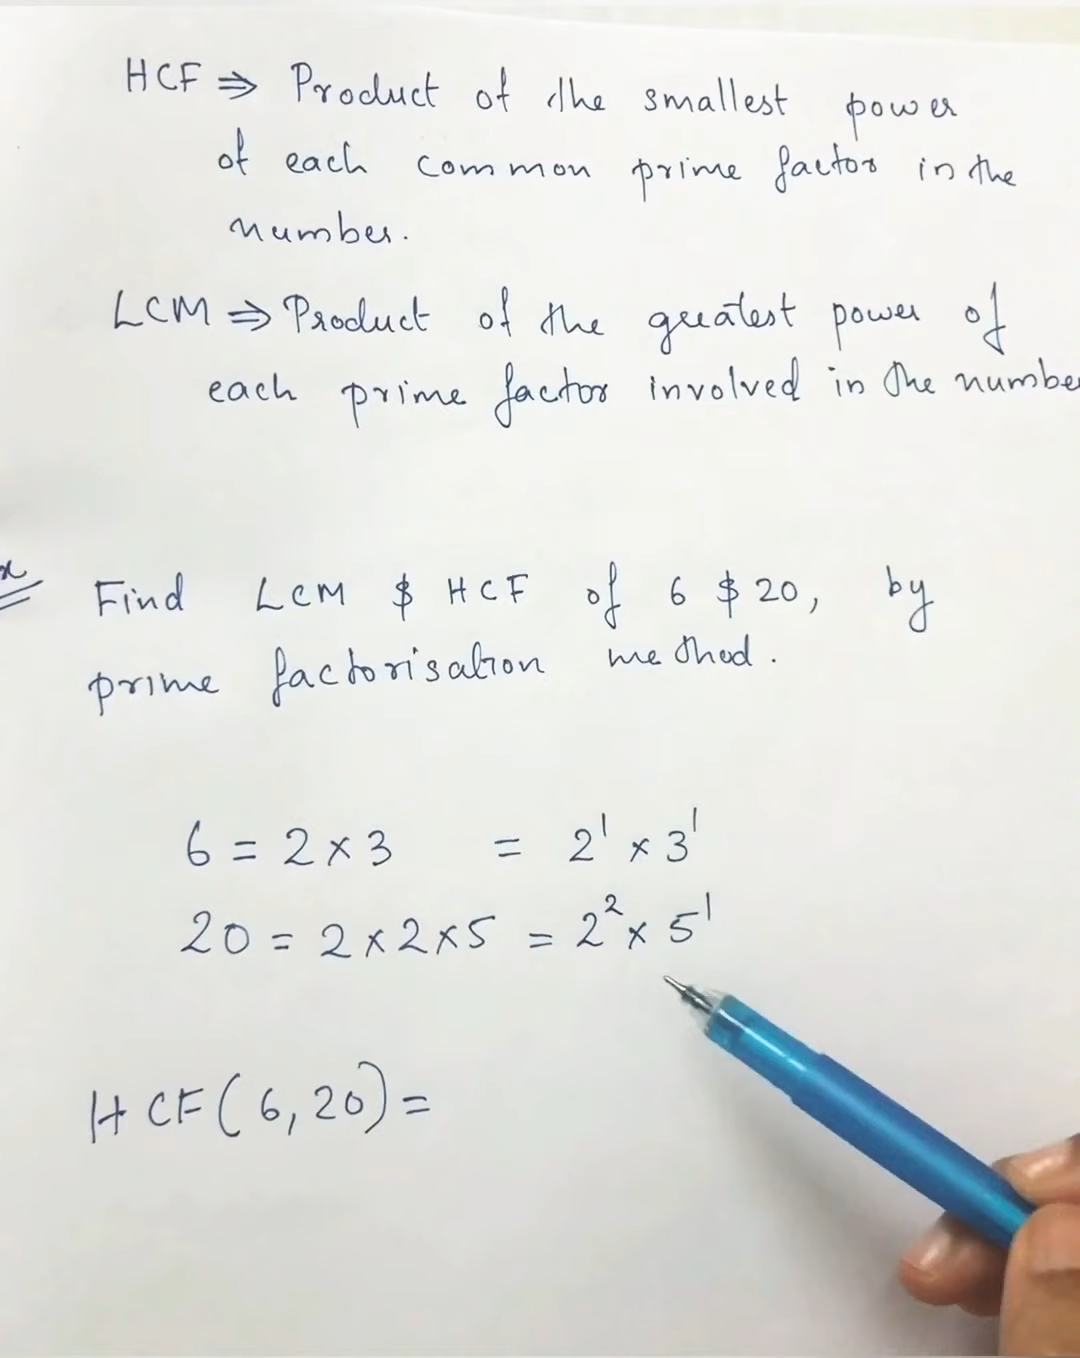 HCF ⇒ Product of the smallest power
of each common prime factor in the
number.
LCM ⇒ Product of the greatest power of
each prime factor involved in the numbe
x
Find LCM $ HCF of 6 $ 20, by
prime factorisation method.
6 = 2 × 3 = 2¹ × 3¹
20 = 2 × 2 × 5 = 2² × 5¹
HCF(6,20) =